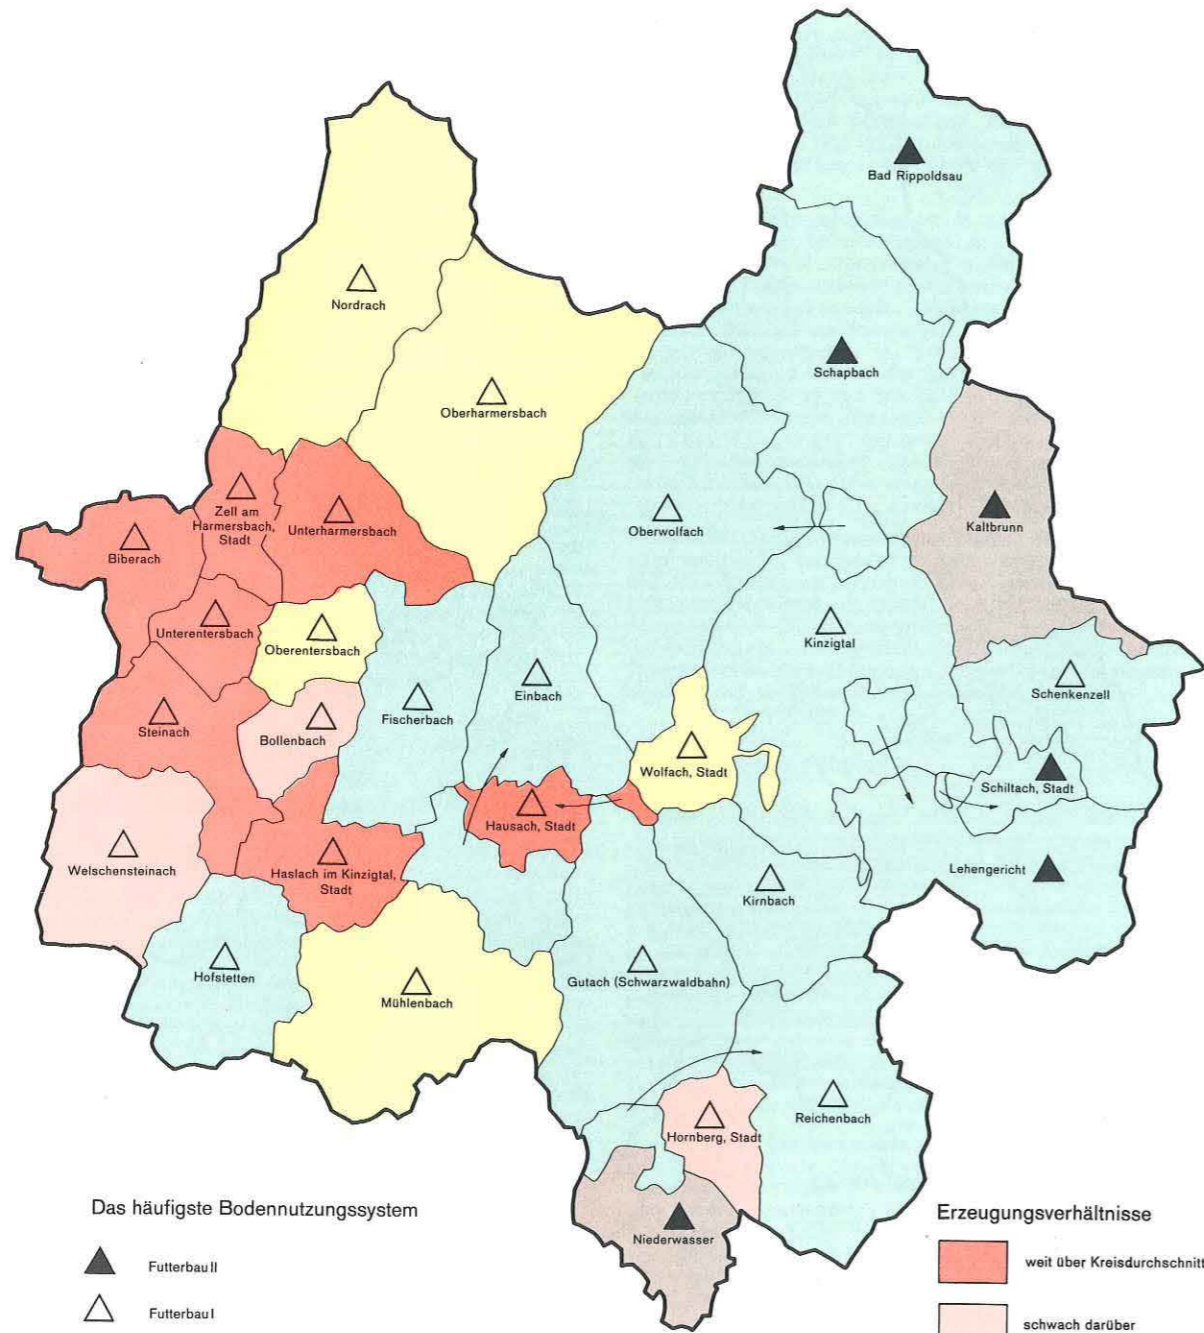 Bad Rippoldsau
Nordrach
Schapbach
Oberharmersbach
Zell am
Harmersbach,
Stadt
Unterharmersbach
Oberwolfach
Kaltbrunn
Biberach
Unterentersbach
Oberentersbach
Kinzigtal
Einbach
Schenkenzell
Fischerbach
Steinach
Bollenbach
Wolfach, Stadt
Schiltach, Stadt
Hausach, Stadt
Welschensteinach
Haslach im Kinzigtal,
Stadt
Lehengericht
Kirnbach
Hofstetten
Gutach (Schwarzwaldbahn)
Mühlenbach
Reichenbach
Hornberg, Stadt
Niederwasser
Das häufigste Bodennutzungssystem
Futterbau II
Futterbau I
Erzeugungsverhältnisse
weit über Kreisdurchschnitt
schwach darüber